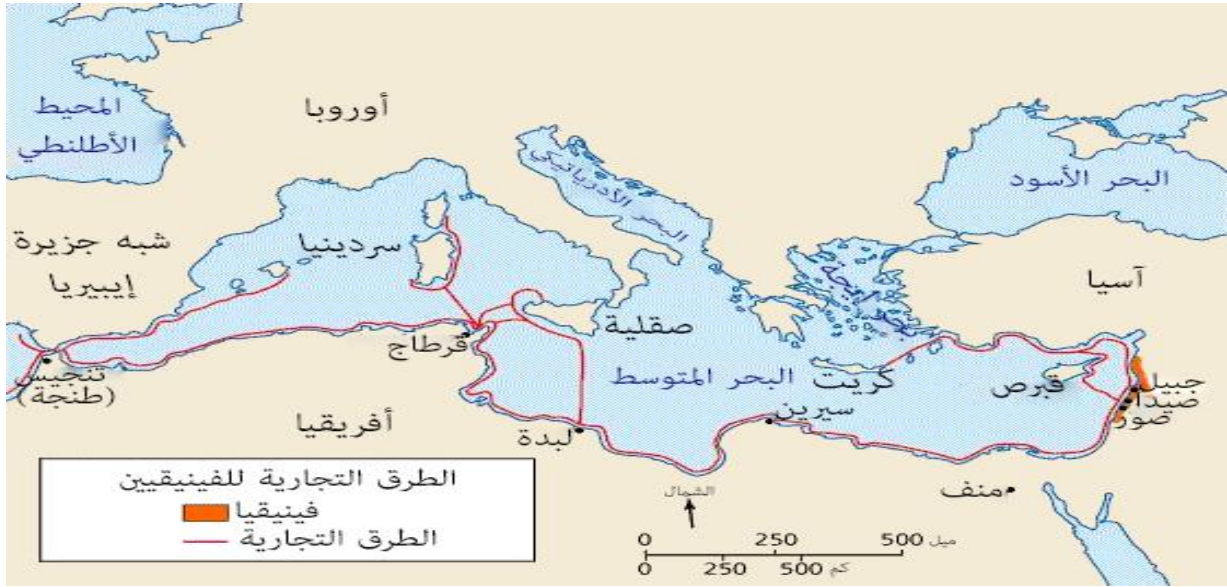 أوروبا
المحيط
الأطلنطي
البحر الأدرياتيكي
البحر الأسود
شبه جزيرة
إيبيريا
سردينيا
آسيا
بحر إيجة
صقلية
قرطاج
تنجيس
(طنجة)
البحر المتوسط
كريت
قبرص
جبيل
صيدا
صور
سيرين
أفريقيا
لبدة
منف
الشمال
الطرق التجارية للفينيقيين
فينيقيا
الطرق التجارية
0 250 500 ميل
0 250 500 كم